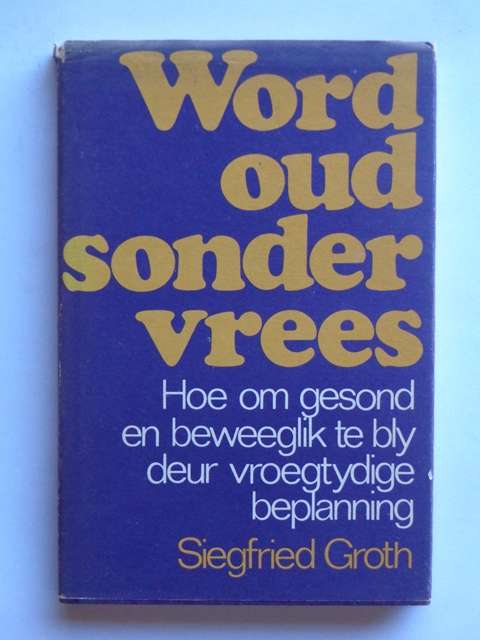 Word
oud
sonder
vrees
Hoe om gesond
en beweeglik te bly
deur vroegtydige
beplanning
Siegfried Groth